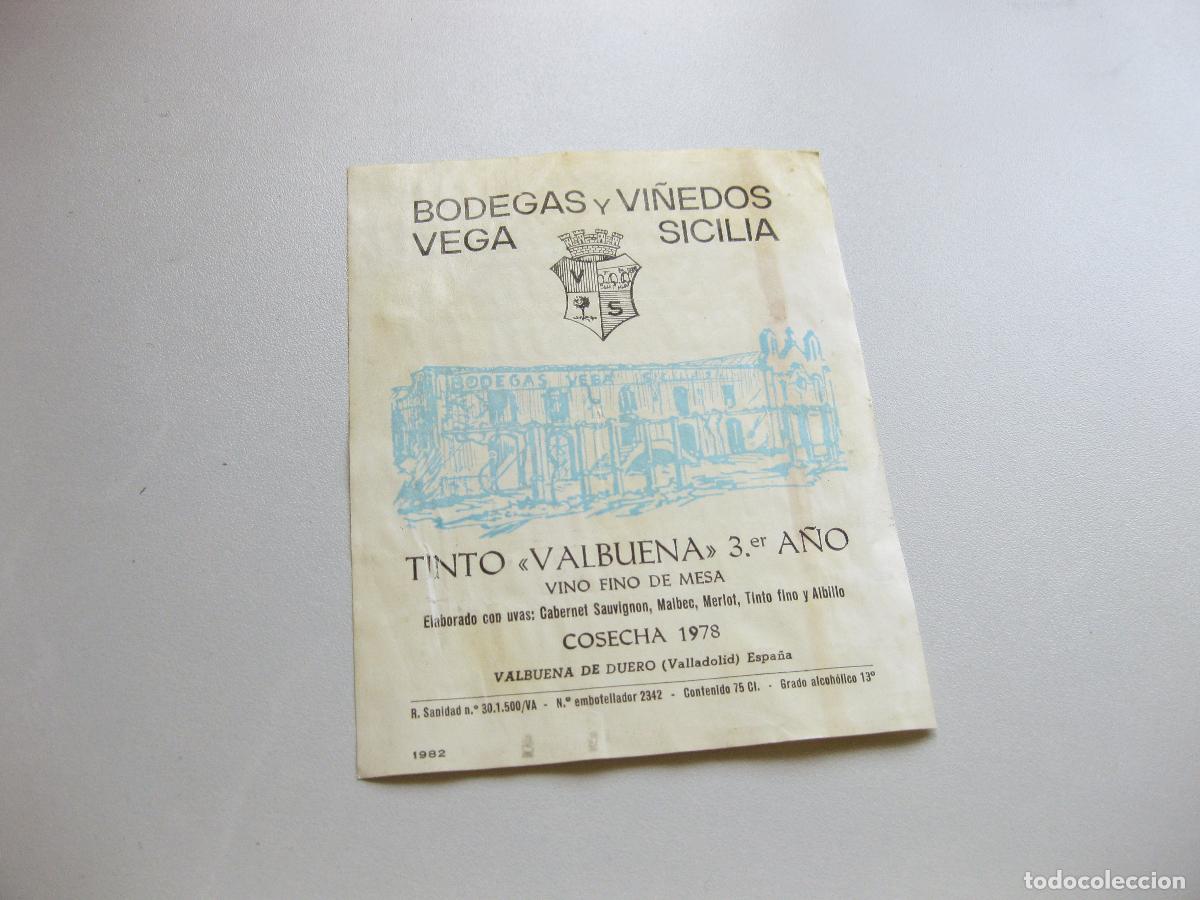 BODEGAS Y VIÑEDOS
VEGA SICILIA
V
S
BODEGAS VEGA SICILIA
TINTO «VALBUENA» 3.er AÑO
VINO FINO DE MESA
Elaborado con uvas: Cabernet Sauvignon, Malbec, Merlot, Tinto fino y Albillo
COSECHA 1978
VALBUENA DE DUERO (Valladolid) España
R. Sanidad n.º 30.1.500/VA - N.º embotellador 2342 - Contenido 75 Cl. - Grado alcohólico 13º
1982
todocoleccion